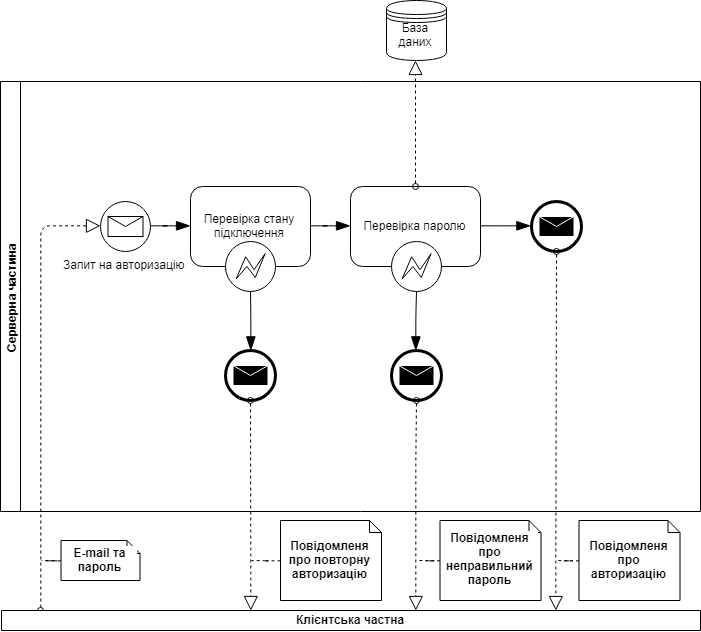 База
даних
Серверна частина
Перевірка стану
підключення
Перевірка паролю
Запит на авторизацію
E-mail та
пароль
Повідомленя
про повторну
авторизацію
Повідомленя
про
неправильний
пароль
Повідомленя
про
авторизацію
Клієнтська частна